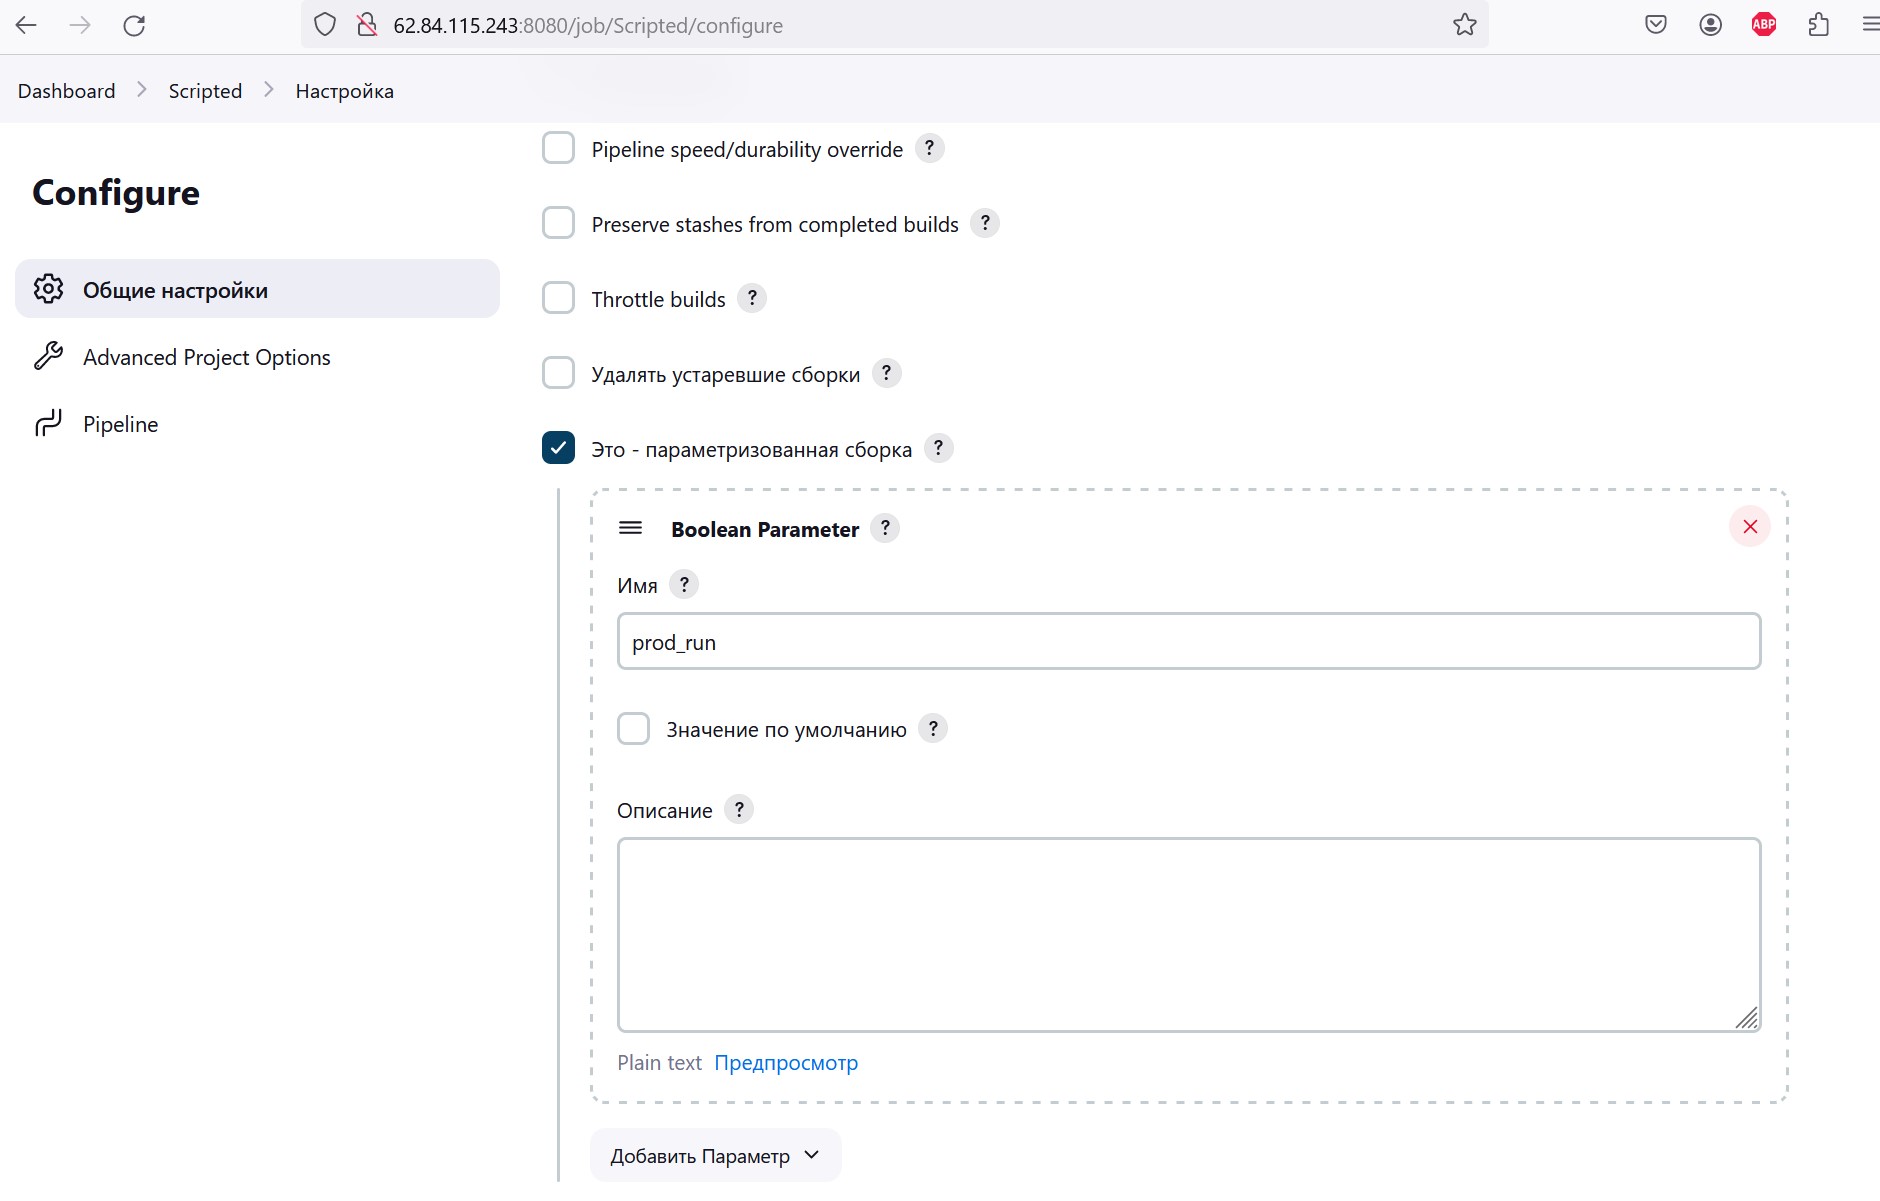 62.84.115.243:8080/job/Scripted/configure
ABP
Dashboard Scripted Настройка
Configure
Общие настройки
Advanced Project Options
Pipeline
Pipeline speed/durability override ?
Preserve stashes from completed builds ?
Throttle builds ?
Удалять устаревшие сборки ?
Это - параметризованная сборка ?
Boolean Parameter ?
Имя ?
prod_run
Значение по умолчанию ?
Описание ?
Plain text Предпросмотр
Добавить Параметр